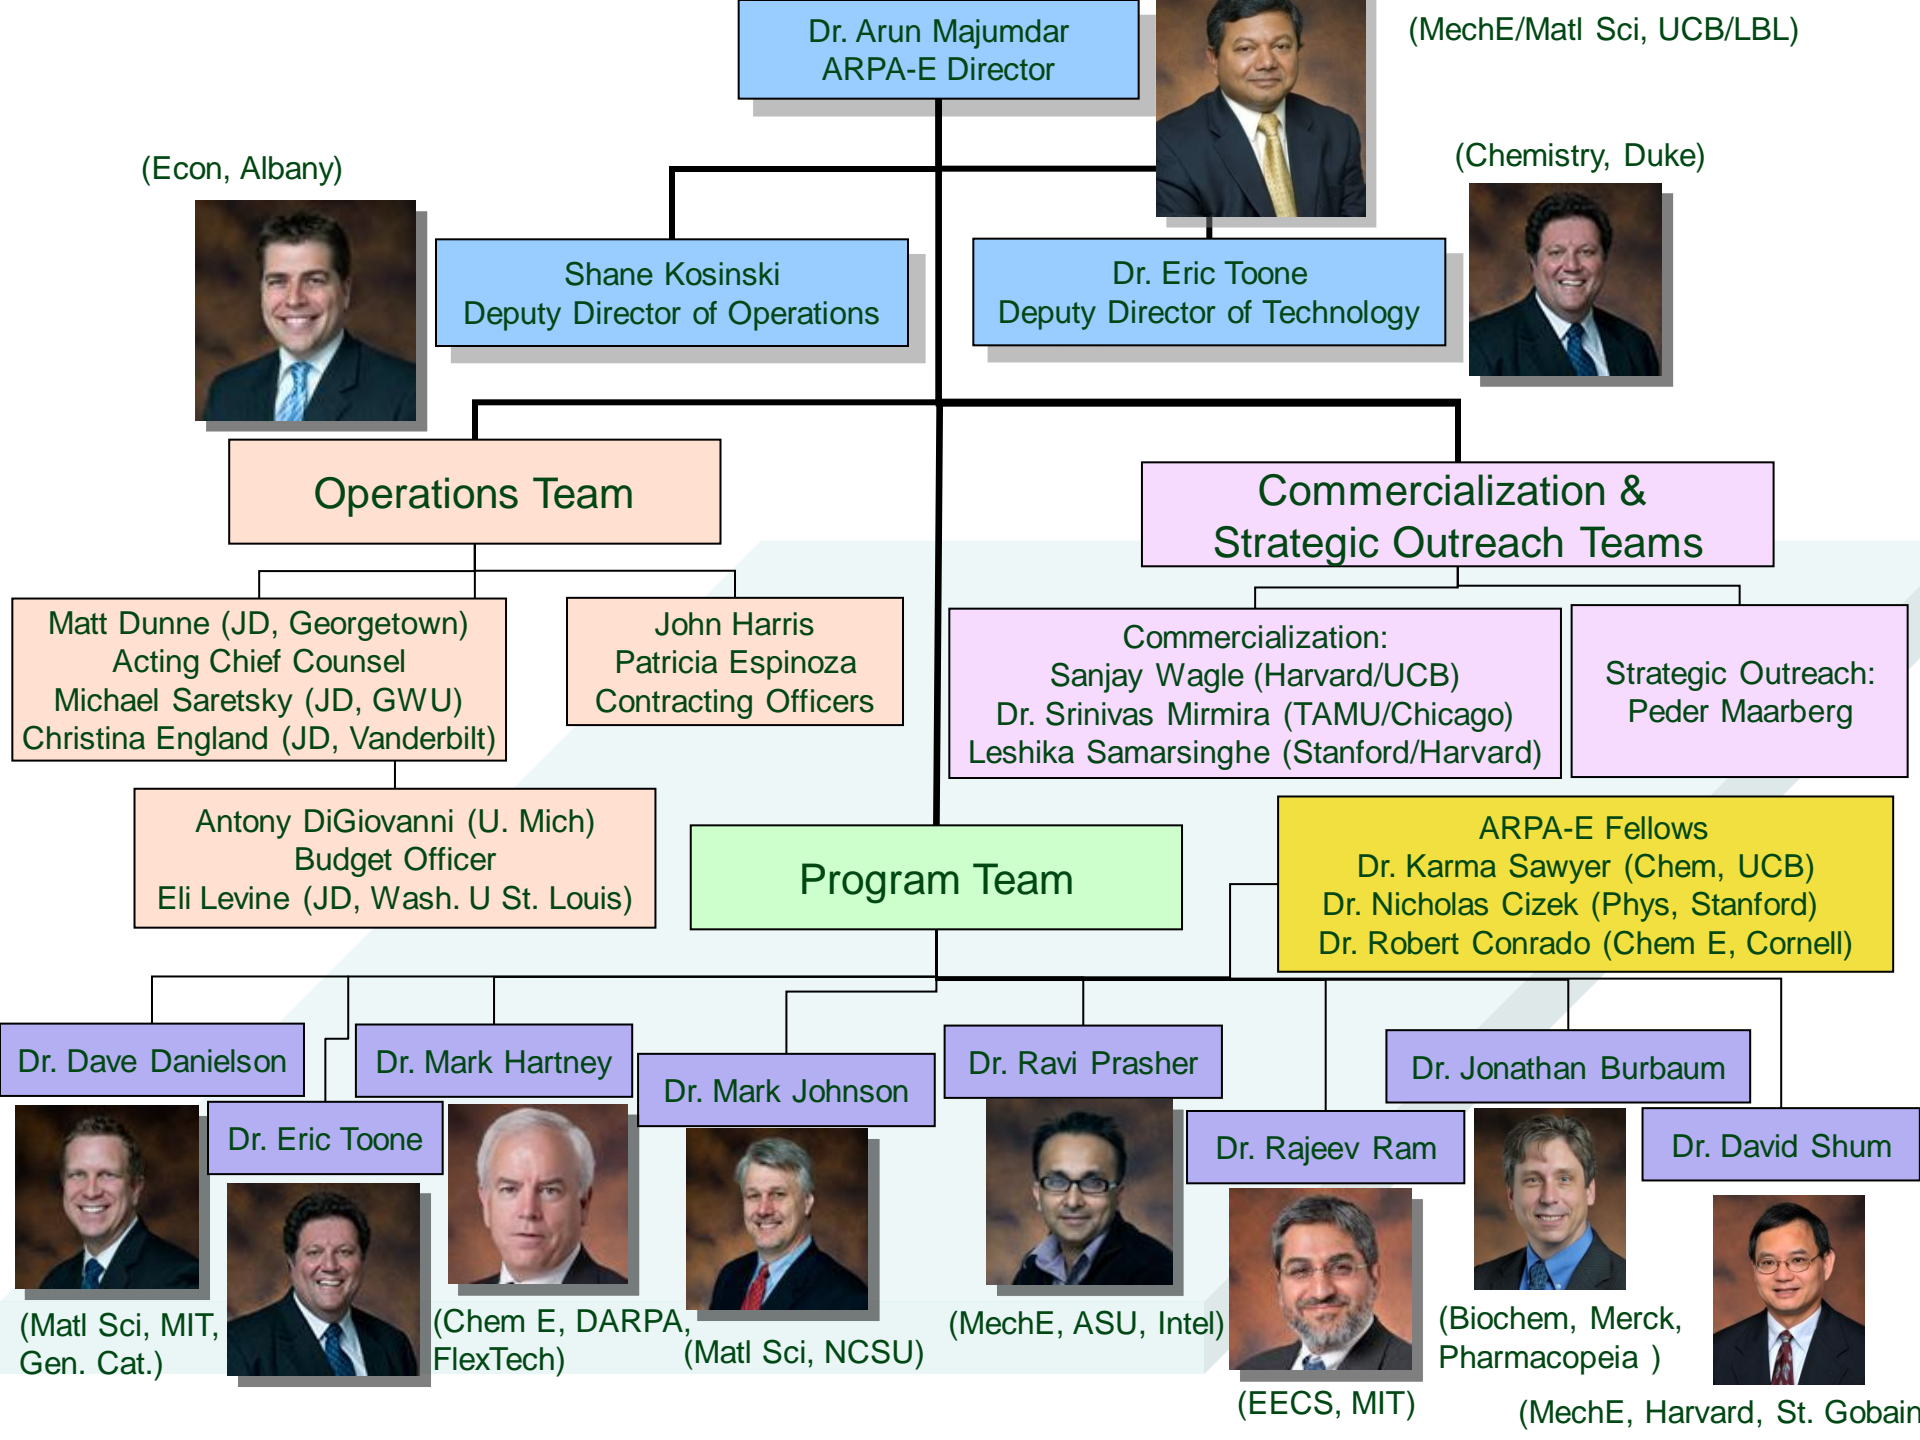 Dr. Arun Majumdar
ARPA-E Director
(MechE/Matl Sci, UCB/LBL)
(Econ, Albany)
(Chemistry, Duke)
Shane Kosinski
Deputy Director of Operations
Dr. Eric Toone
Deputy Director of Technology
Operations Team
Commercialization &
Strategic Outreach Teams
Matt Dunne (JD, Georgetown)
Acting Chief Counsel
Michael Saretsky (JD, GWU)
Christina England (JD, Vanderbilt)
John Harris
Patricia Espinoza
Contracting Officers
Commercialization:
Sanjay Wagle (Harvard/UCB)
Dr. Srinivas Mirmira (TAMU/Chicago)
Leshika Samarsinghe (Stanford/Harvard)
Strategic Outreach:
Peder Maarberg
Antony DiGiovanni (U. Mich)
Budget Officer
Eli Levine (JD, Wash. U St. Louis)
Program Team
ARPA-E Fellows
Dr. Karma Sawyer (Chem, UCB)
Dr. Nicholas Cizek (Phys, Stanford)
Dr. Robert Conrado (Chem E, Cornell)
Dr. Dave Danielson
Dr. Eric Toone
Dr. Mark Hartney
Dr. Mark Johnson
Dr. Ravi Prasher
Dr. Rajeev Ram
Dr. Jonathan Burbaum
Dr. David Shum
(Matl Sci, MIT,
Gen. Cat.)
(Chem E, DARPA,
FlexTech)
(Matl Sci, NCSU)
(MechE, ASU, Intel)
(EECS, MIT)
(Biochem, Merck,
Pharmacopeia )
(MechE, Harvard, St. Gobain